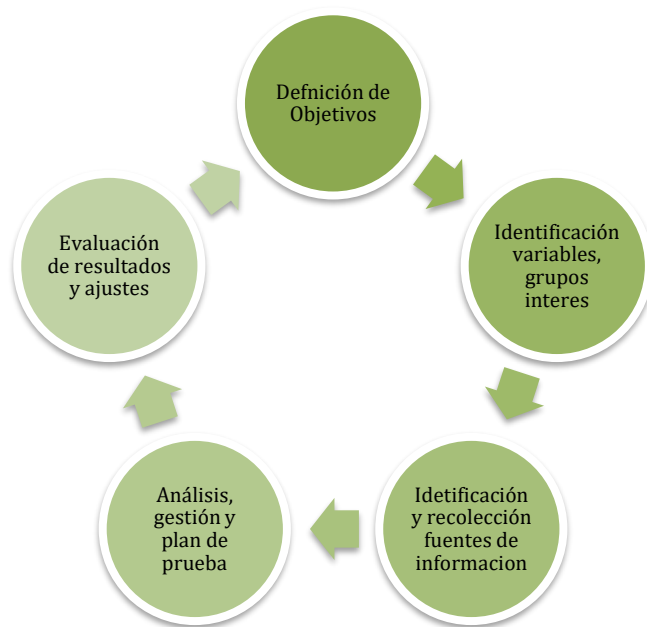 Defnición de
Objetivos
Identificación
variables,
grupos
interes
Idetificación
y recolección
fuentes de
informacion
Análisis,
gestión y
plan de
prueba
Evaluación
de resultados
y ajustes